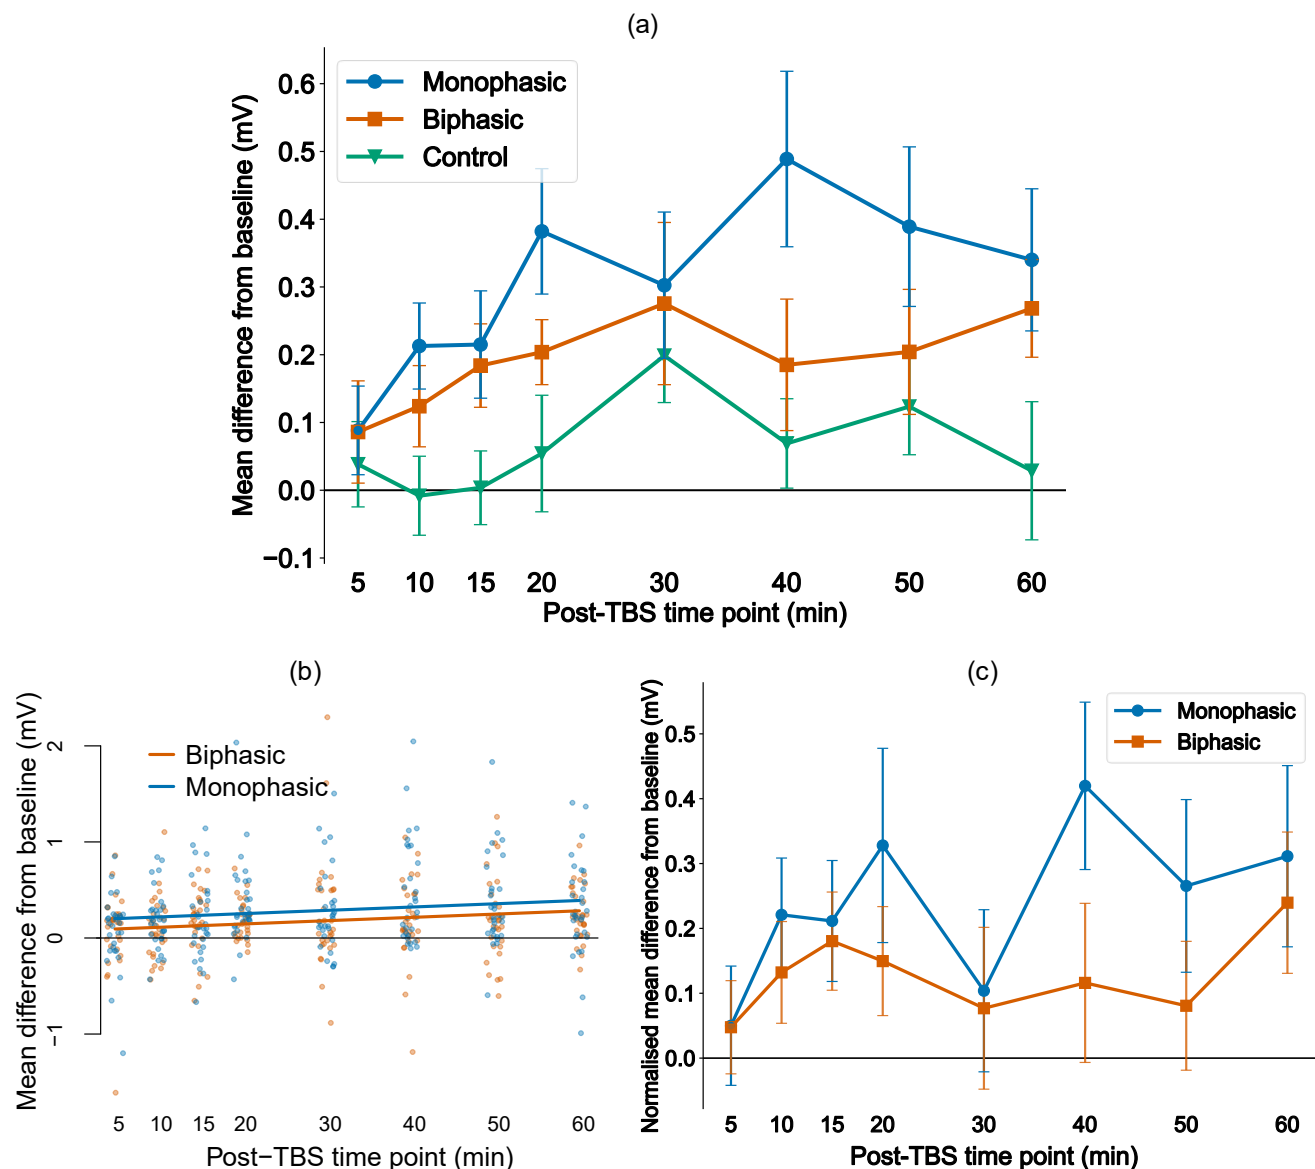 (a)
Mean difference from baseline (mV)
0.6
0.5
0.4
0.3
0.2
0.1
0.0
−0.1
Monophasic
Biphasic
Control
5 10 15 20 30 40 50 60
Post-TBS time point (min)
(b)
Mean difference from baseline (mV)
2
1
0
−1
Biphasic
Monophasic
5 10 15 20 30 40 50 60
Post−TBS time point (min)
(c)
Normalised mean difference from baseline (mV)
0.5
0.4
0.3
0.2
0.1
0.0
Monophasic
Biphasic
5 10 15 20 30 40 50 60
Post-TBS time point (min)